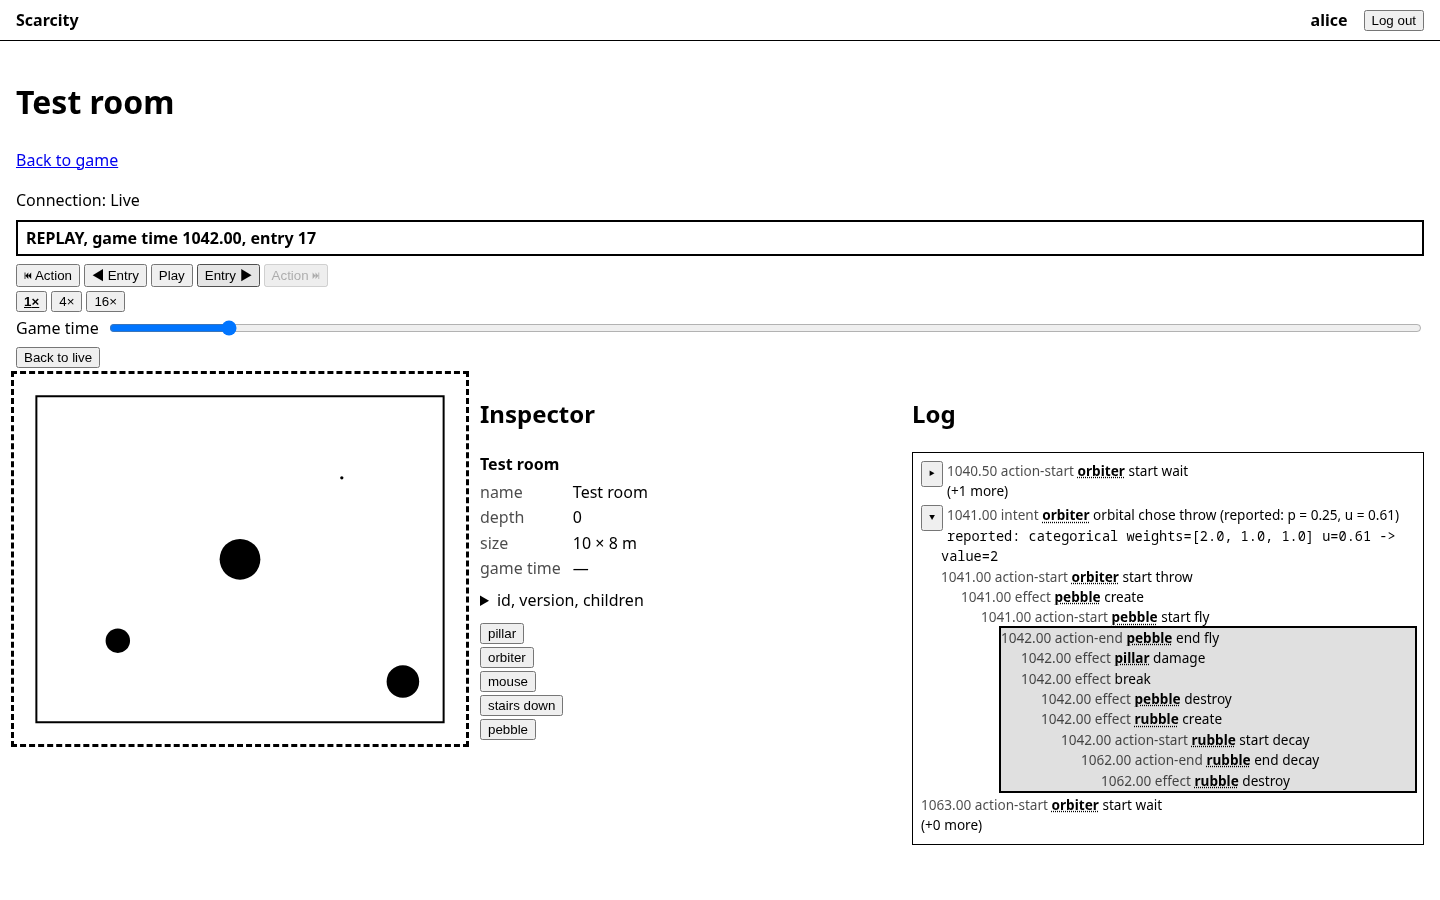 Scarcity
alice
Log out
Test room
Back to game
Connection: Live
REPLAY, game time 1042.00, entry 17
⏮ Action
◀ Entry
Play
Entry ▶
Action ⏭
1×
4×
16×
Game time
Back to live
Inspector
Test room
name Test room
depth 0
size 10 × 8 m
game time —
▶ id, version, children
pillar
orbiter
mouse
stairs down
pebble
Log
▸ 1040.50 action-start orbiter start wait
(+1 more)
▾ 1041.00 intent orbiter orbital chose throw (reported: p = 0.25, u = 0.61)
reported: categorical weights=[2.0, 1.0, 1.0] u=0.61 ->
value=2
1041.00 action-start orbiter start throw
1041.00 effect pebble create
1041.00 action-start pebble start fly
1042.00 action-end pebble end fly
1042.00 effect pillar damage
1042.00 effect break
1042.00 effect pebble destroy
1042.00 effect rubble create
1042.00 action-start rubble start decay
1062.00 action-end rubble end decay
1062.00 effect rubble destroy
1063.00 action-start orbiter start wait
(+0 more)